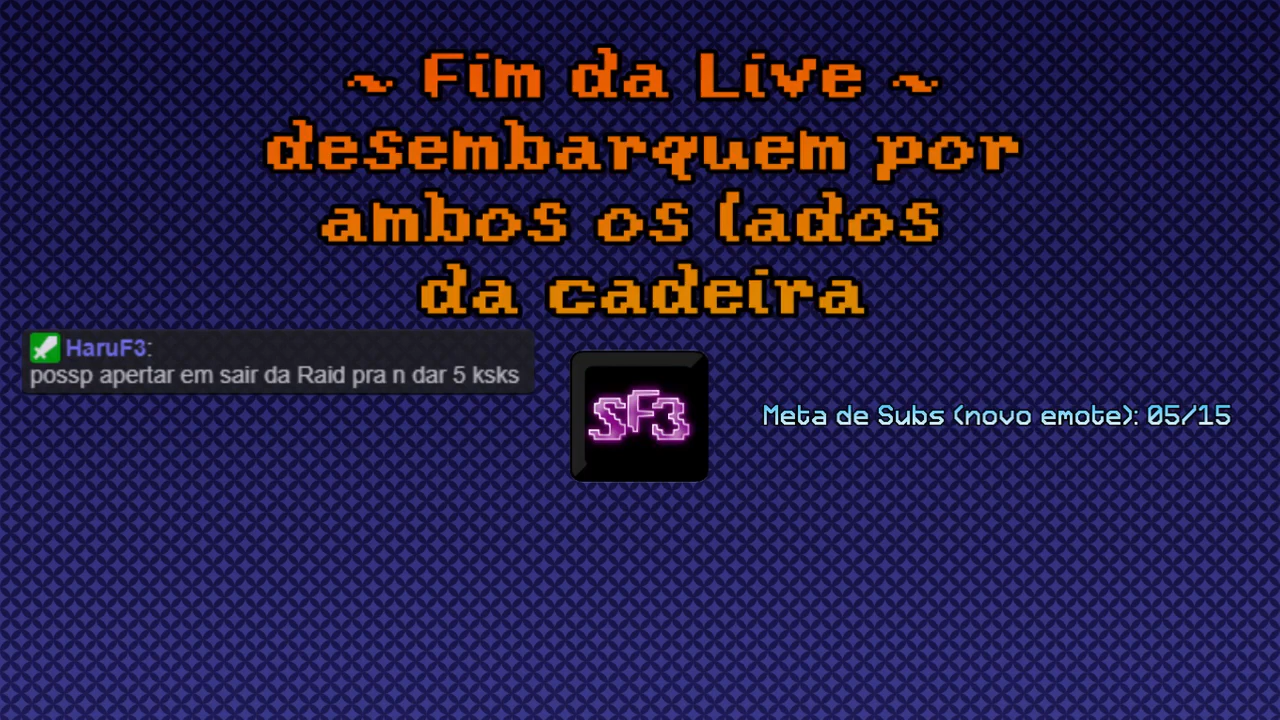 ~ Fim da Live ~
desembarquem por
ambos os lados
da cadeira
HaruF3:
possp apertar em sair da Raid pra n dar 5 ksks
SF3
Meta de Subs (novo emote): 05/15